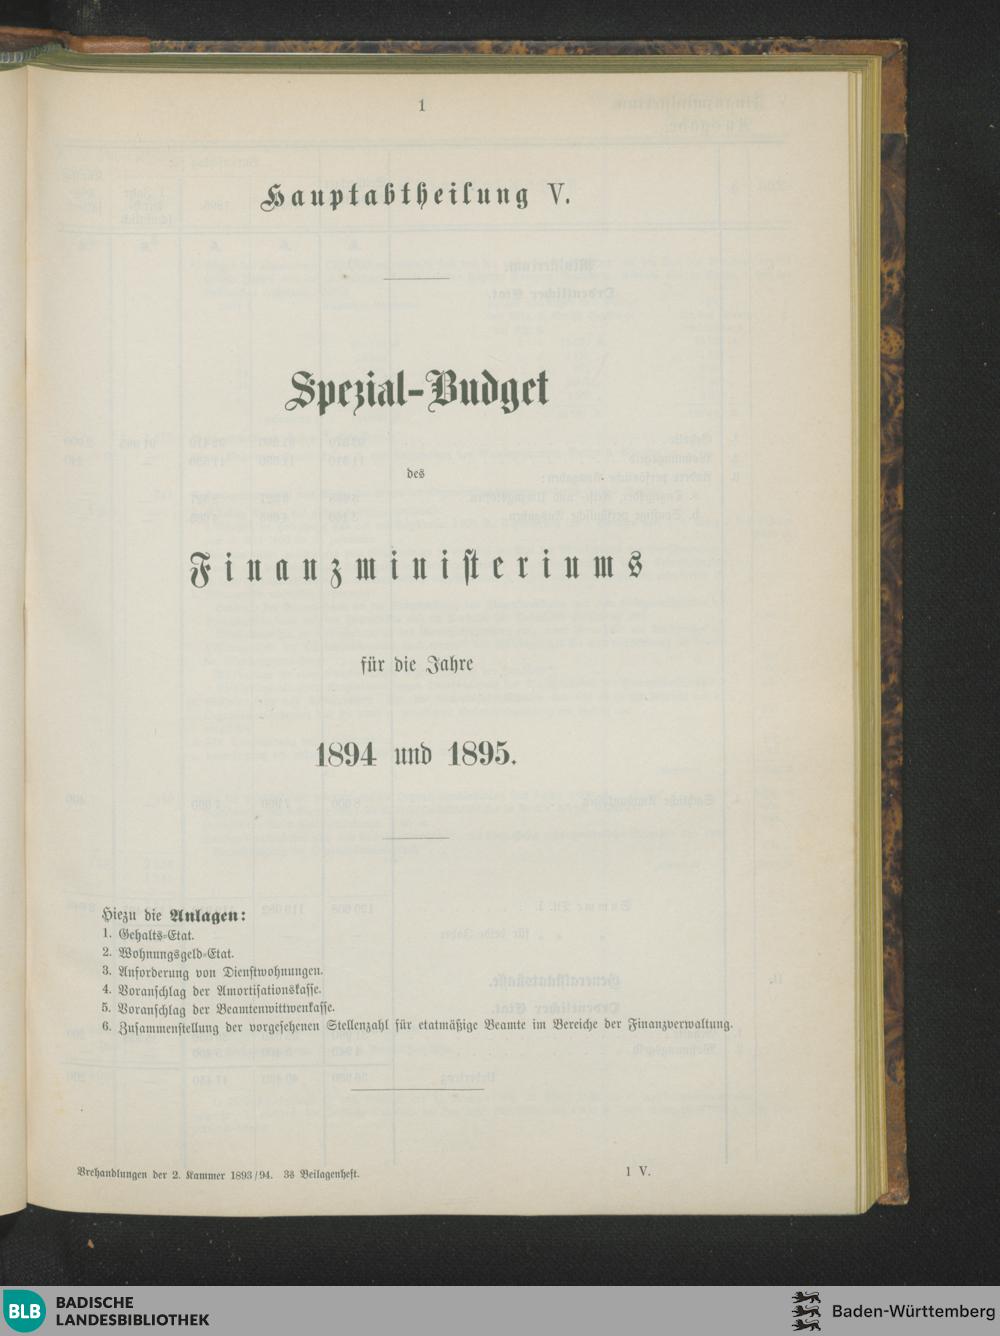 1
Hauptabtheilung V.
Spezial-Budget
des
Finanzministeriums
für die Jahre
1894 und 1895.
Hiezu die Anlagen:
1. Gehalts-Etat.
2. Wohnungsgeld-Etat.
3. Anforderung von Dienstwohnungen.
4. Voranschlag der Amortisationskasse.
5. Voranschlag der Beamtenwittwenkasse.
6. Zusammenstellung der vorgesehenen Stellenzahl für etatmäßige Beamte im Bereiche der Finanzverwaltung.
Vrehandlungen der 2. Kammer 1893/94. 3s Beilagenheft.
1 V.
BLB BADISCHE
LANDESBIBLIOTHEK
Baden-Württemberg